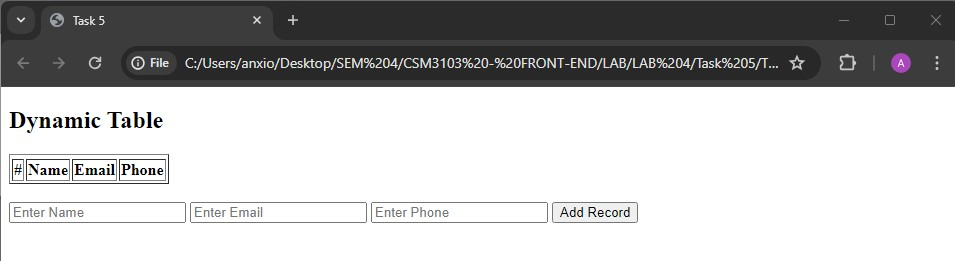 Task 5
File C:/Users/anxio/Desktop/SEM%204/CSM3103%20-%20FRONT-END/LAB/LAB%204/Task%205/T... A
Dynamic Table
# Name Email Phone
Enter Name Enter Email Enter Phone Add Record